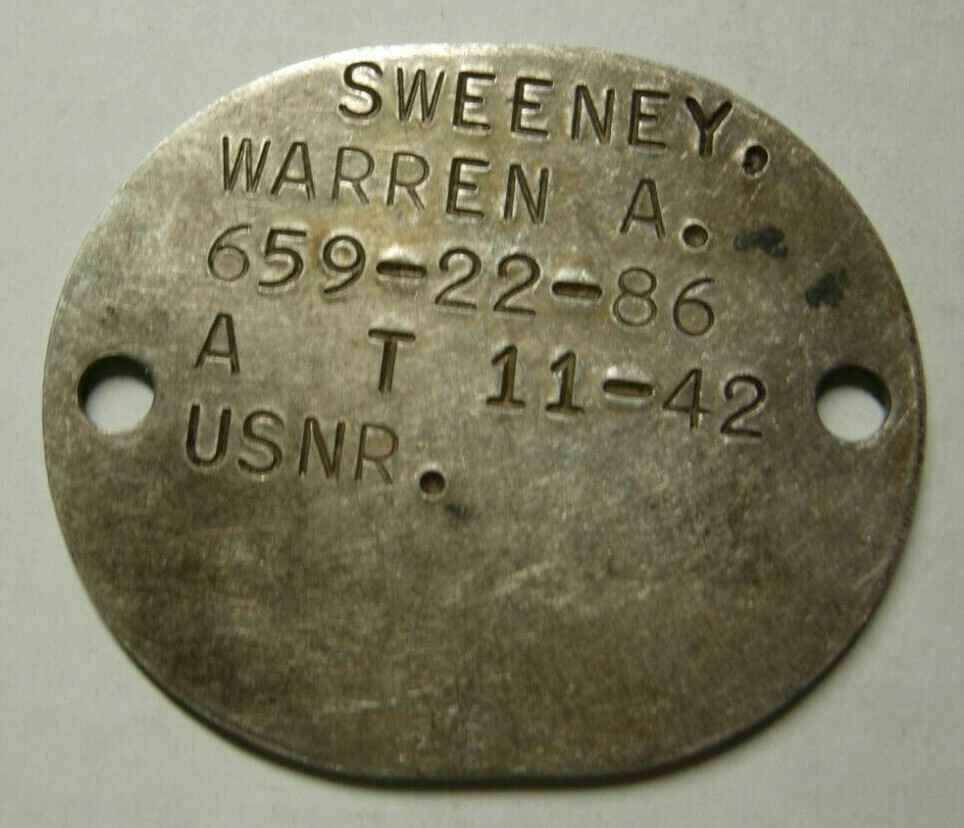 SWEENEY.
WARREN A.
659-22-86
A T 11-42
USNR.